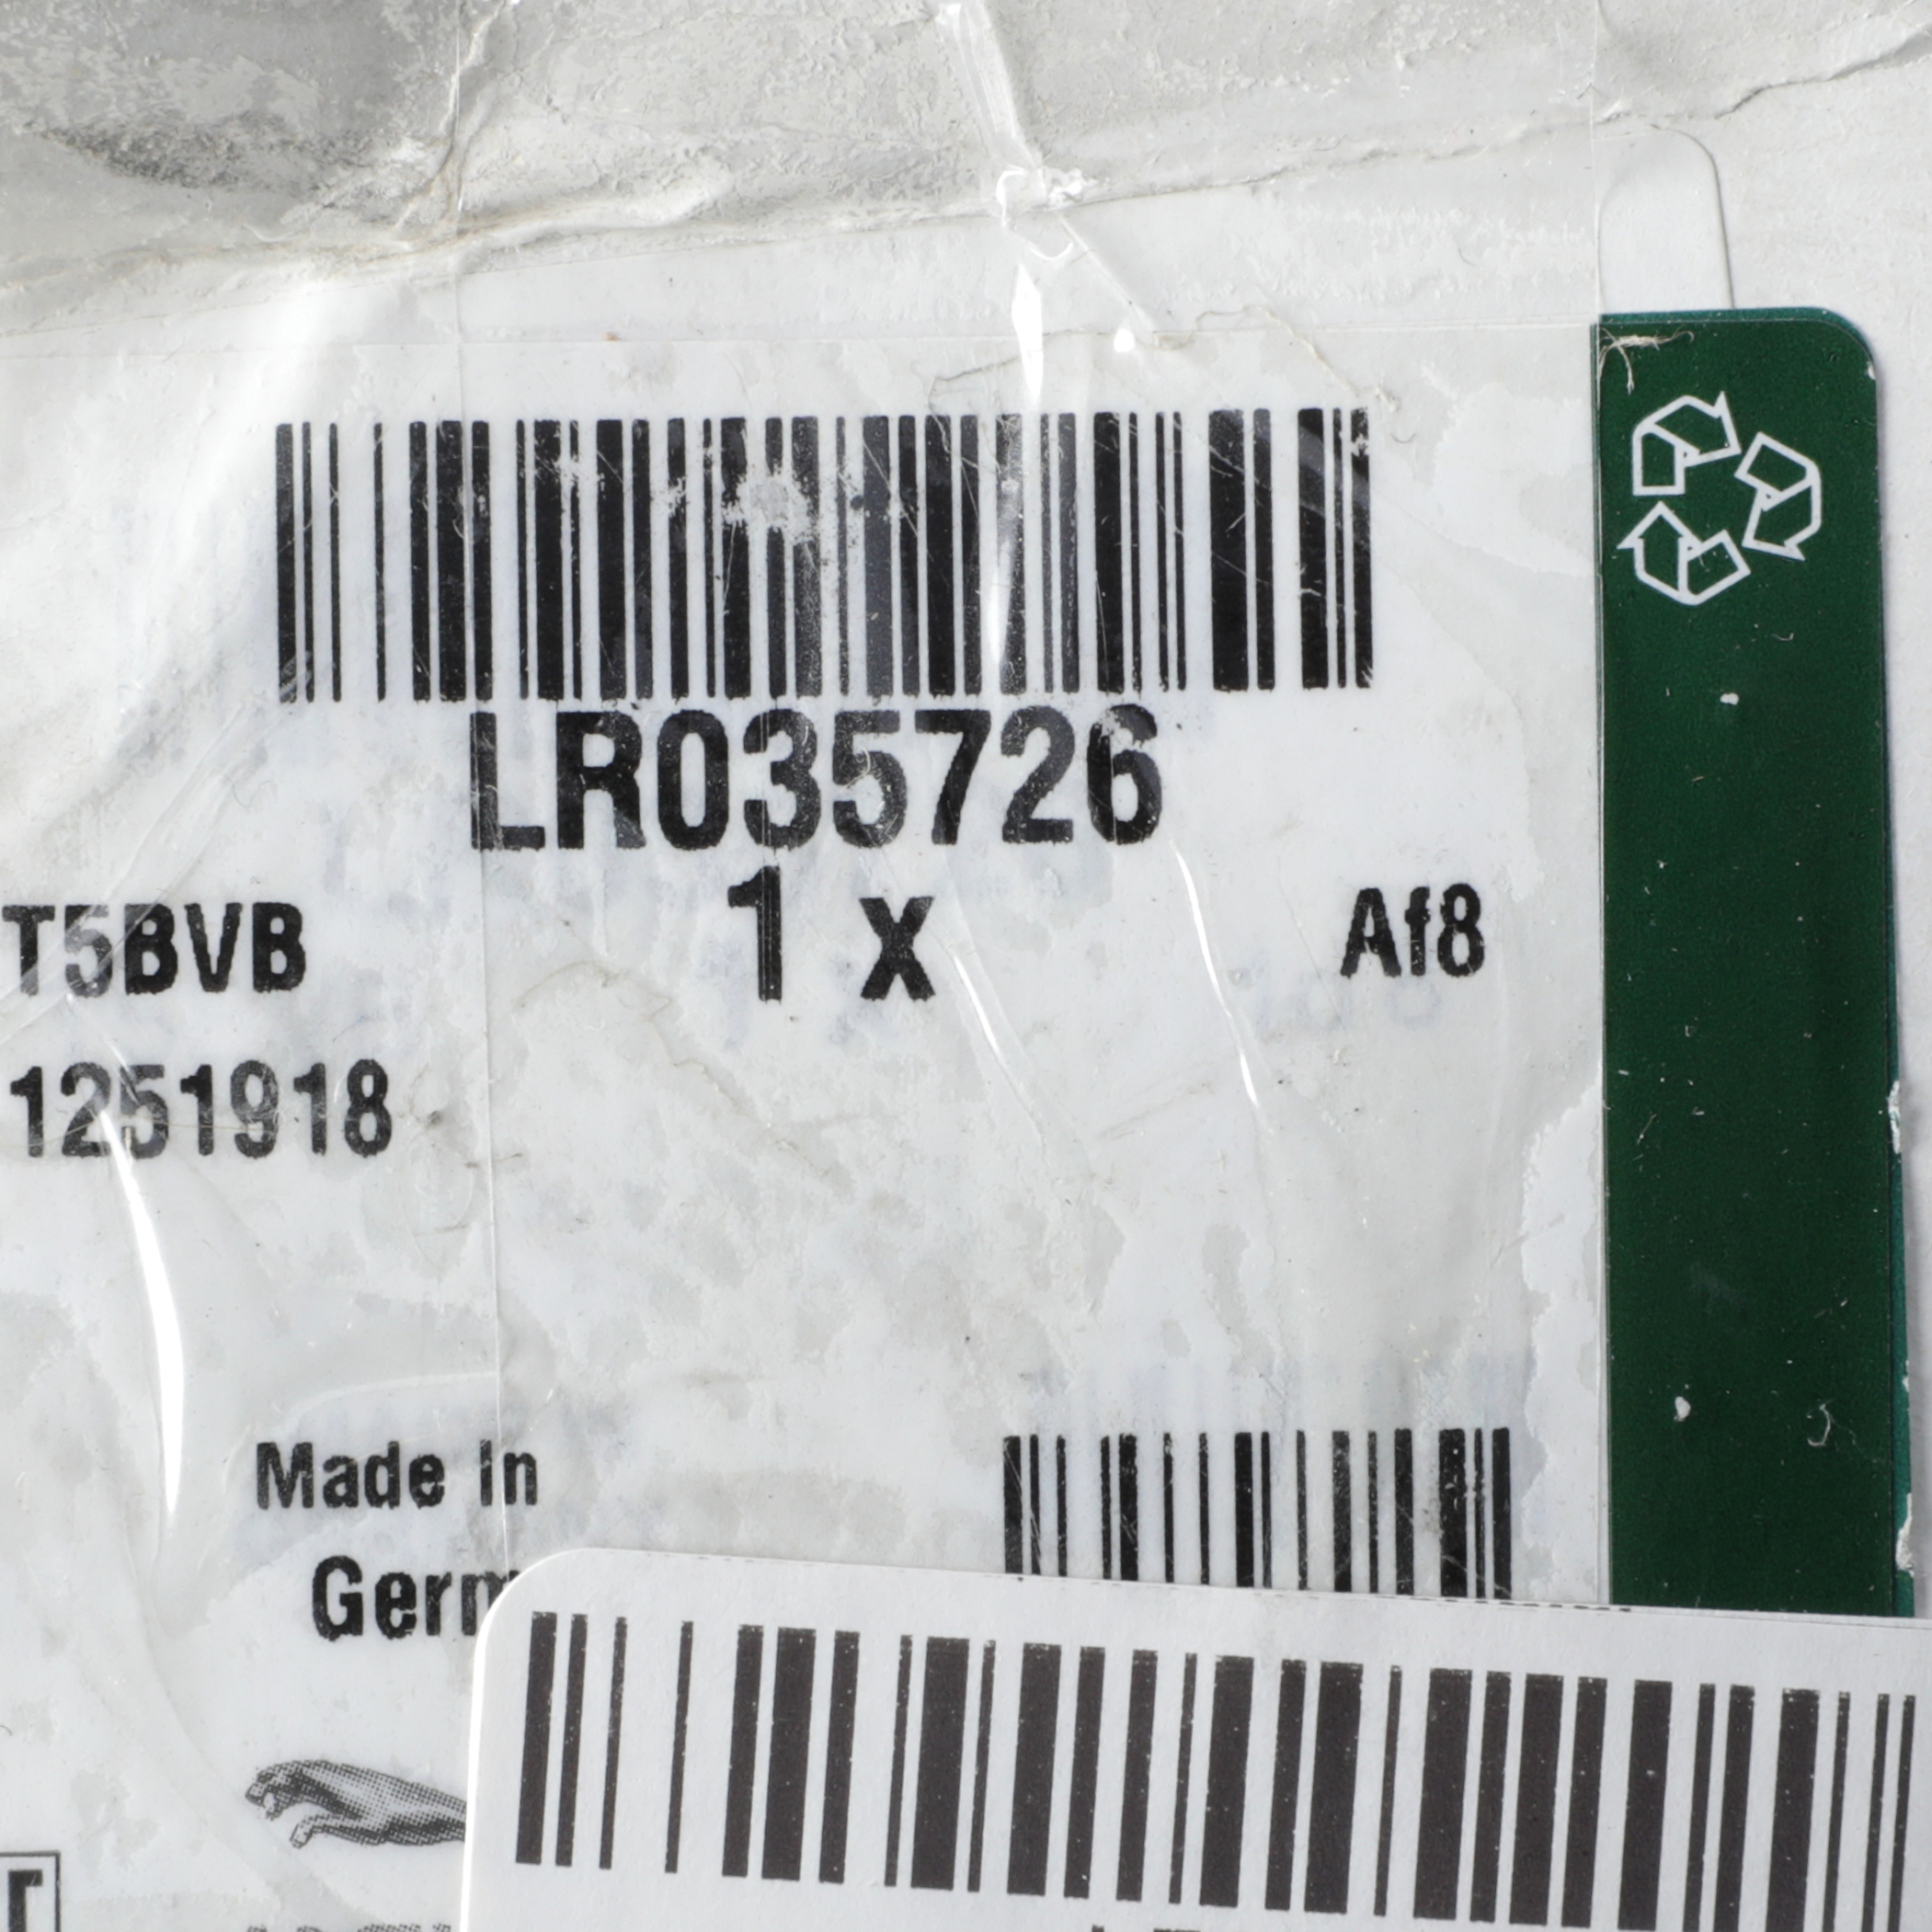 LR035726
T5BVB 1 x Af8
1251918
Made In
Germ